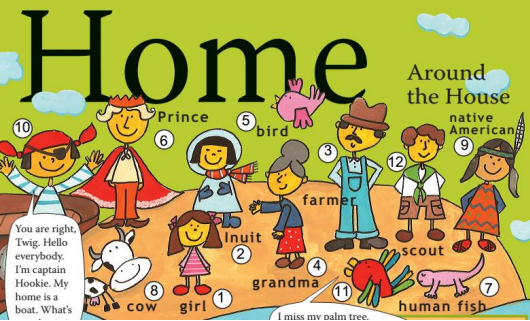 Home
Around
the House
Prince
native
American
bird
10
6
5
3
12
9
farmer
You are right,
Twig. Hello
everybody.
I'm captain
Hookie. My
home is a
boat. What's
Inuit
2
scout
4
grandma
8
cow
girl
1
11
7
human fish
I miss my palm tree.